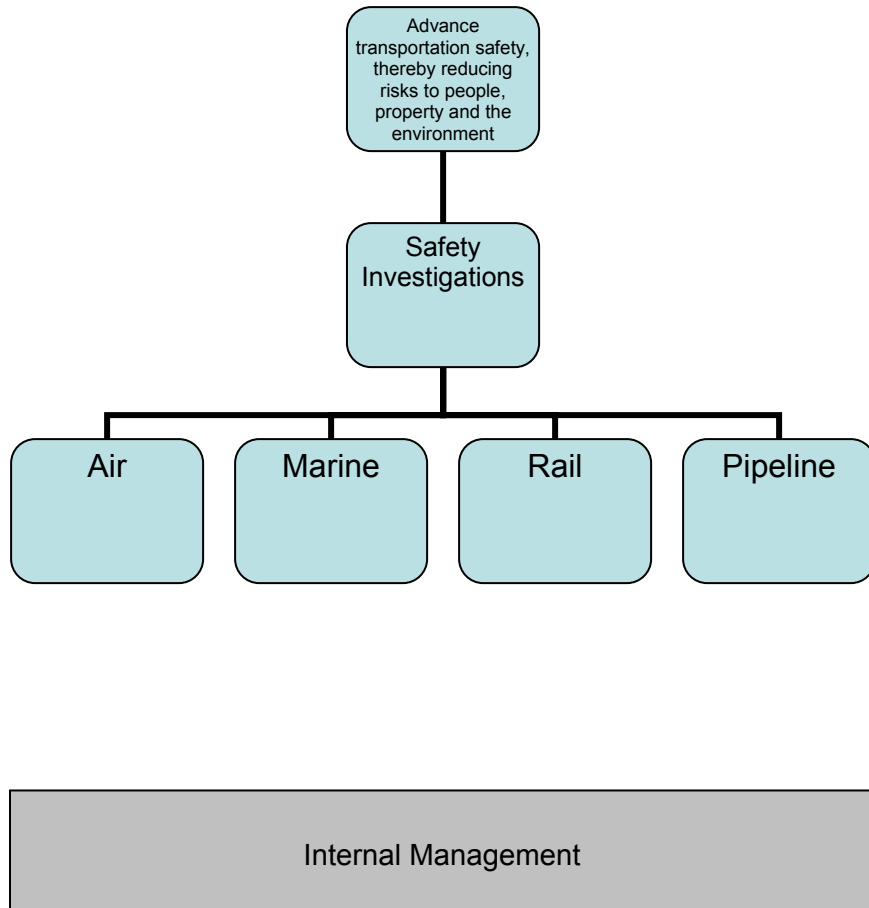 Advance
transportation safety,
thereby reducing
risks to people,
property and the
environment
Safety
Investigations
Air
Marine
Rail
Pipeline
Internal Management